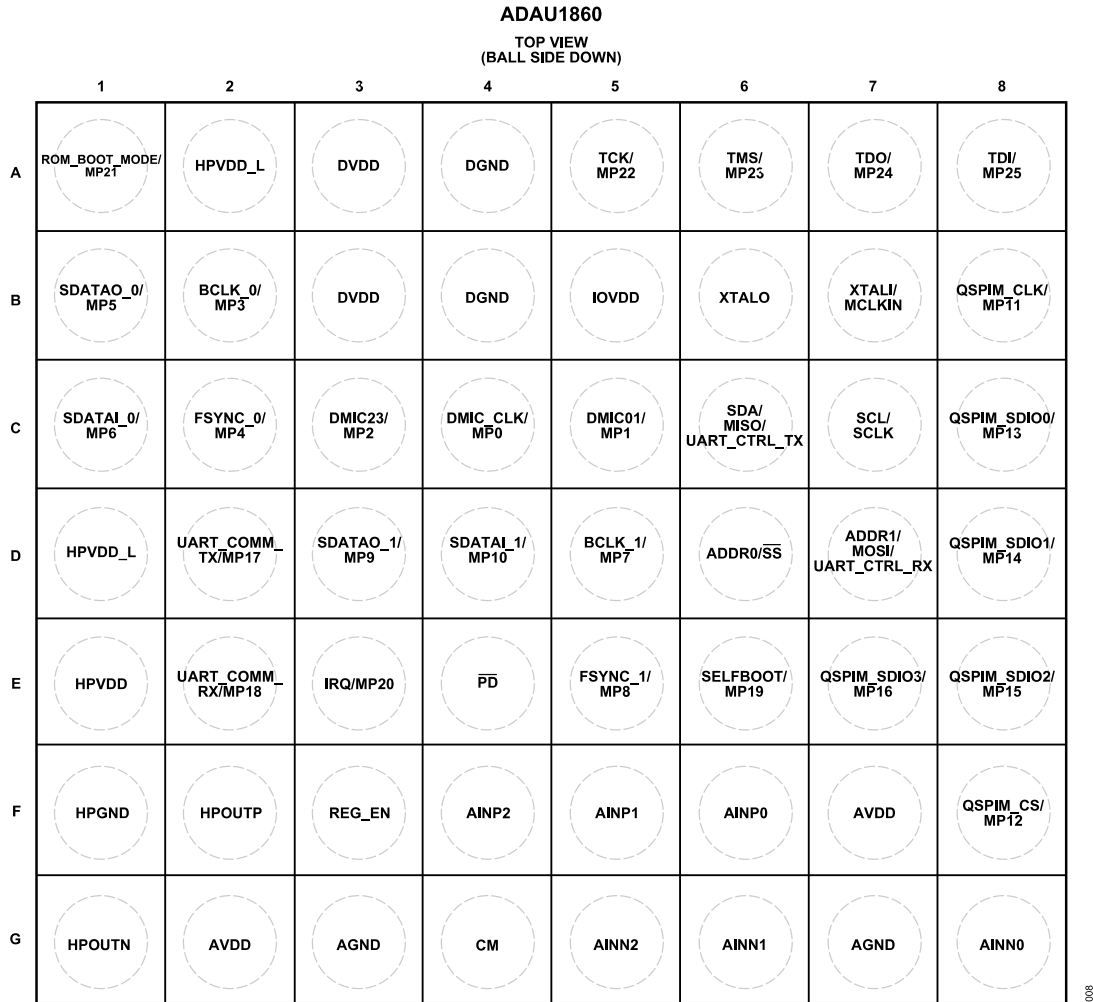 ADAU1860
TOP VIEW
(BALL SIDE DOWN)
1 2 3 4 5 6 7 8
A
ROM_BOOT_MODE/
MP21
HPVDD_L
DVDD
DGND
TCK/
MP22
TMS/
MP23
TDO/
MP24
TDI/
MP25
B
SDATAO_0/
MP5
BCLK_0/
MP3
DVDD
DGND
IOVDD
XTALO
XTALI/
MCLKIN
QSPIM_CLK/
MP11
C
SDATAI_0/
MP6
FSYNC_0/
MP4
DMIC23/
MP2
DMIC_CLK/
MP0
DMIC01/
MP1
SDA/
MISO/
UART_CTRL_TX
SCL/
SCLK
QSPIM_SDIO0/
MP13
D
HPVDD_L
UART_COMM_
TX/MP17
SDATAO_1/
MP9
SDATAI_1/
MP10
BCLK_1/
MP7
ADDR0/S̅S̅
ADDR1/
MOSI/
UART_CTRL_RX
QSPIM_SDIO1/
MP14
E
HPVDD
UART_COMM_
RX/MP18
IRQ/MP20
P̅D̅
FSYNC_1/
MP8
SELFBOOT/
MP19
QSPIM_SDIO3/
MP16
QSPIM_SDIO2/
MP15
F
HPGND
HPOUTP
REG_EN
AINP2
AINP1
AINP0
AVDD
QSPIM_CS/
MP12
G
HPOUTN
AVDD
AGND
CM
AINN2
AINN1
AGND
AINN0
008